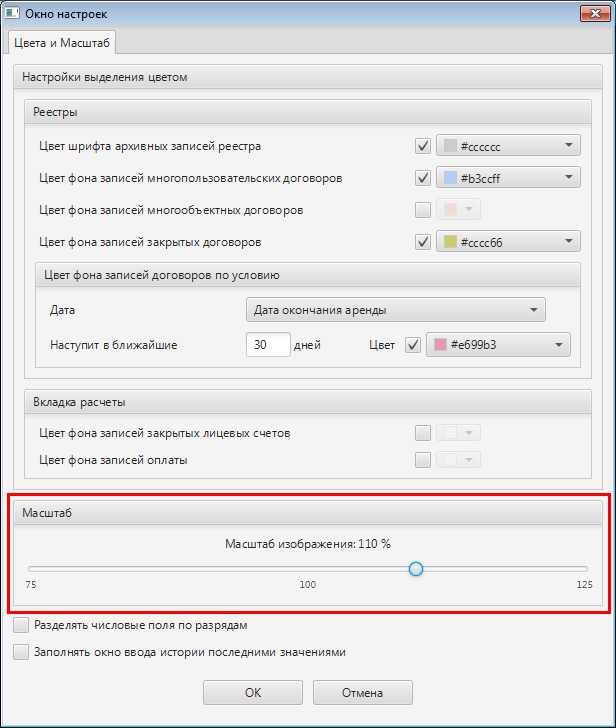 Окно настроек
Цвета и Масштаб
Настройки выделения цветом
Реестры
Цвет шрифта архивных записей реестра #cccccc
Цвет фона записей многопользовательских договоров #b3ccff
Цвет фона записей многообъектных договоров
Цвет фона записей закрытых договоров #cccc66
Цвет фона записей договоров по условию
Дата Дата окончания аренды
Наступит в ближайшие 30 дней Цвет #e699b3
Вкладка расчеты
Цвет фона записей закрытых лицевых счетов
Цвет фона записей оплаты
Масштаб
Масштаб изображения: 110 %
75 100 125
Разделять числовые поля по разрядам
Заполнять окно ввода истории последними значениями
ОК Отмена